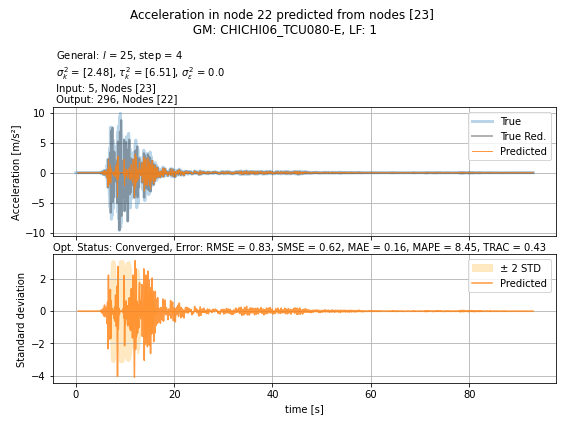 Acceleration in node 22 predicted from nodes [23]
GM: CHICHI06_TCU080-E, LF: 1
General: l = 25, step = 4
σ²ₖ = [2.48], τ²ₖ = [6.51], σ²_ε = 0.0
Input: 5, Nodes [23]
Output: 296, Nodes [22]
10
5
0
−5
−10
Acceleration [m/s²]
True
True Red.
Predicted
Opt. Status: Converged, Error: RMSE = 0.83, SMSE = 0.62, MAE = 0.16, MAPE = 8.45, TRAC = 0.43
2
0
−2
−4
Standard deviation
± 2 STD
Predicted
0 20 40 60 80
time [s]